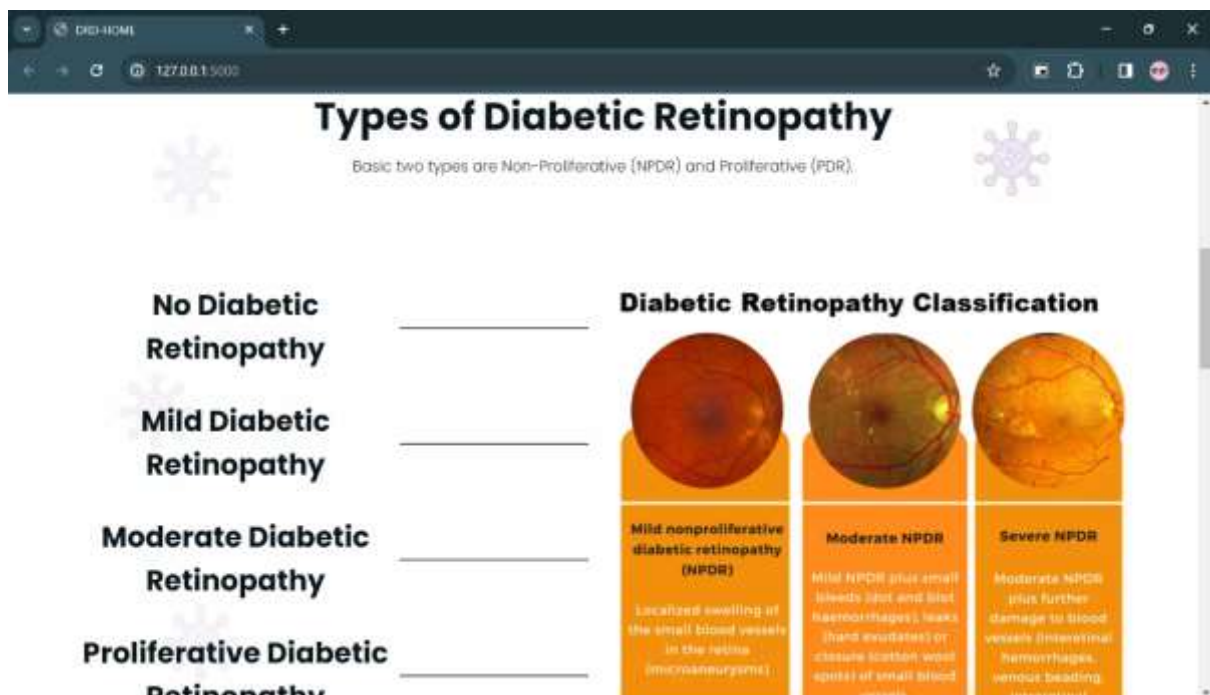 DRD-HOME
127.0.0.1:5000
Types of Diabetic Retinopathy
Basic two types are Non-Proliferative (NPDR) and Proliferative (PDR).
No Diabetic
Retinopathy
Mild Diabetic
Retinopathy
Moderate Diabetic
Retinopathy
Proliferative Diabetic
Retinopathy
Diabetic Retinopathy Classification
Mild nonproliferative
diabetic retinopathy
(NPDR)
Localized swelling of
the small blood vessels
in the retina
(microaneurysms)
Moderate NPDR
Mild NPDR plus small
bleeds (dot and blot
haemorrhages), leaks
(hard exudates) or
closure (cotton wool
spots) of small blood
Severe NPDR
Moderate NPDR
plus further
damage to blood
vessels (interetinal
hemorrhages,
venous beading,